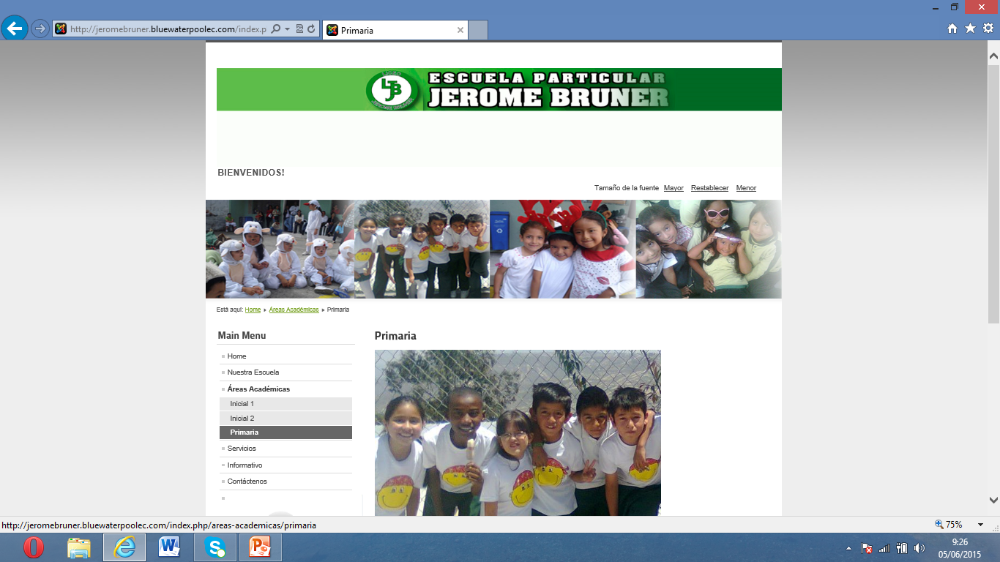 http://jeromebruner.bluewaterpoolec.com/index.p
Primaria
LJB
ESCUELA PARTICULAR
JEROME BRUNER
BIENVENIDOS!
Tamaño de la fuente Mayor Restablecer Menor
Está aquí: Home Áreas Académicas Primaria
Main Menu
Home
Nuestra Escuela
Áreas Académicas
Inicial 1
Inicial 2
Primaria
Servicios
Informativo
Contáctenos
Primaria
http://jeromebruner.bluewaterpoolec.com/index.php/areas-academicas/primaria
75%
9:26
05/06/2015